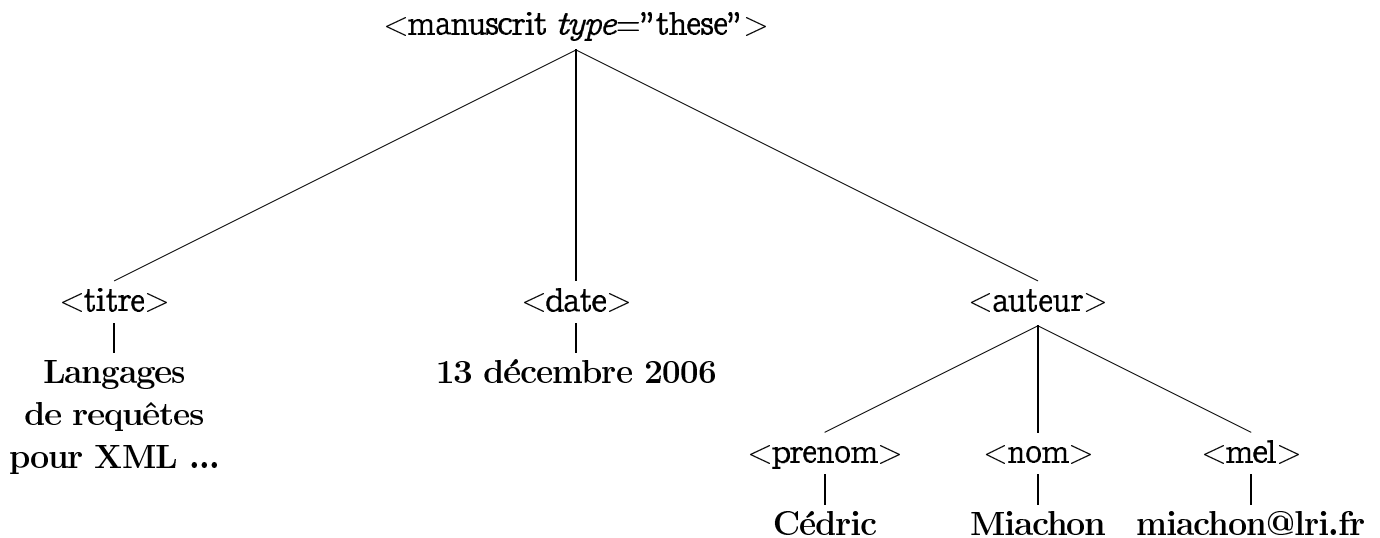 <manuscrit type="these">
<titre>
<date>
<auteur>
Langages
de requêtes
pour XML ...
13 décembre 2006
<prenom>
<nom>
<mel>
Cédric
Miachon
miachon@lri.fr